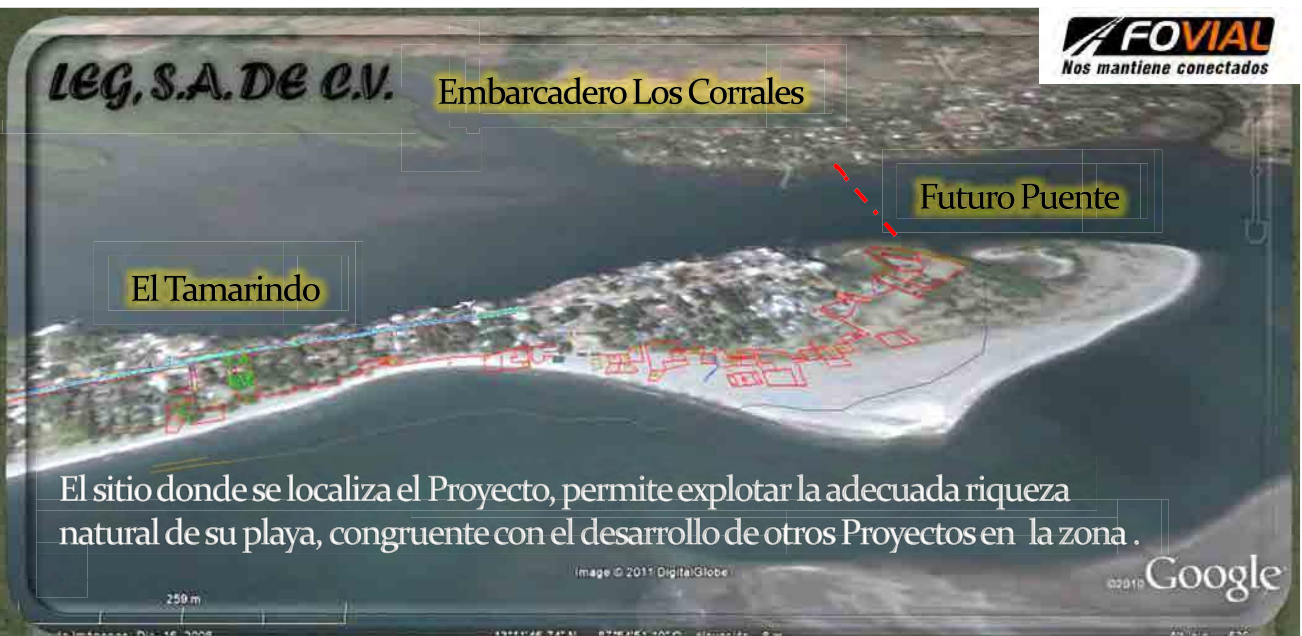 FOVIAL
Nos mantiene conectados
LEG, S.A. DE C.V.
Embarcadero Los Corrales
Futuro Puente
El Tamarindo
El sitio donde se localiza el Proyecto, permite explotar la adecuada riqueza
natural de su playa, congruente con el desarrollo de otros Proyectos en la zona .
Image © 2011 DigitalGlobe
©2010 Google
259 m